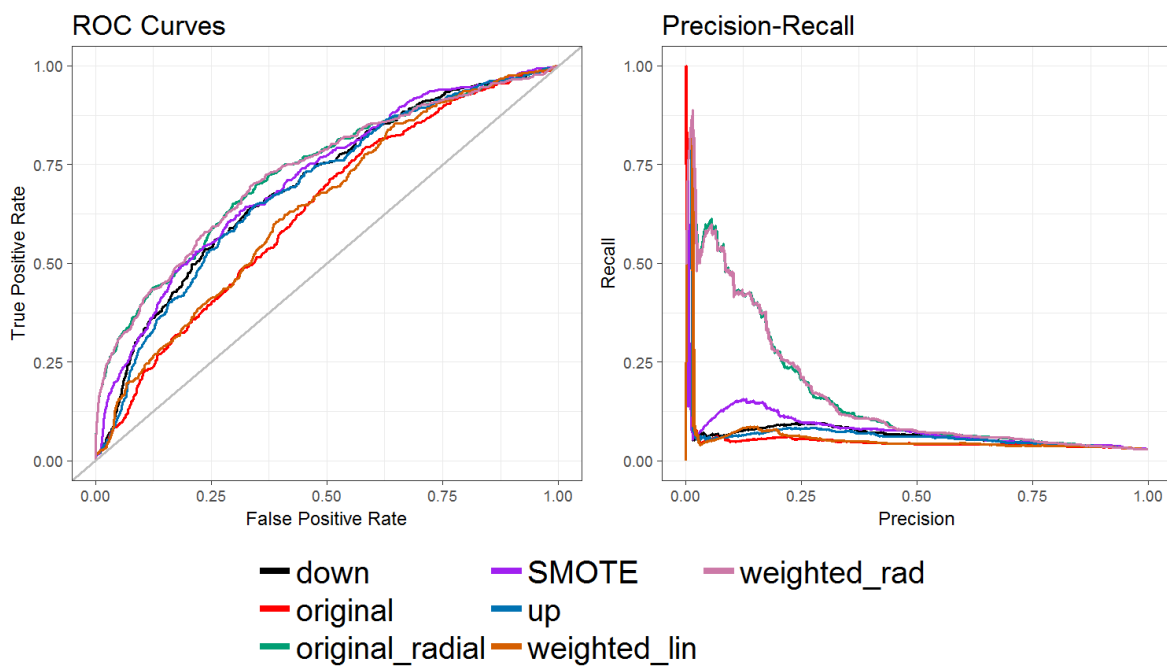 ROC Curves
1.00
0.75
0.50
0.25
0.00
True Positive Rate
0.00 0.25 0.50 0.75 1.00
False Positive Rate
Precision-Recall
1.00
0.75
0.50
0.25
0.00
Recall
0.00 0.25 0.50 0.75 1.00
Precision
down SMOTE weighted_rad
original up
original_radial weighted_lin